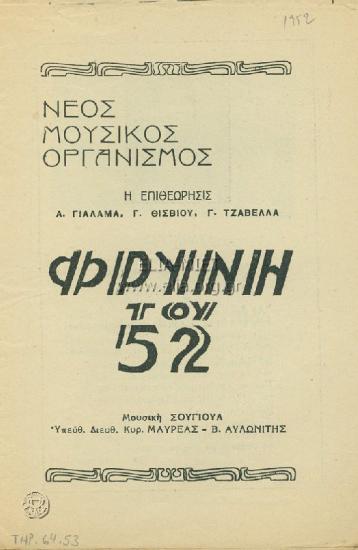 1952
ΝΕΟΣ
ΜΟΥΣΙΚΟΣ
ΟΡΓΑΝΙΣΜΟΣ
Η ΕΠΙΘΕΩΡΗΣΙΣ
Α. ΓΙΑΛΑΜΑ, Γ. ΘΙΣΒΙΟΥ, Γ. ΤΖΑΒΕΛΛΑ
ΦΡΥΝΗ
ΤΟΥ
'52
Μουσική ΣΟΥΓΙΟΥΛ
Ὑπεύθ. Διευθ. Κυρ. ΜΑΥΡΕΑΣ - Β. ΑΥΛΩΝΙΤΗΣ
ΤΗΡ. 64.53